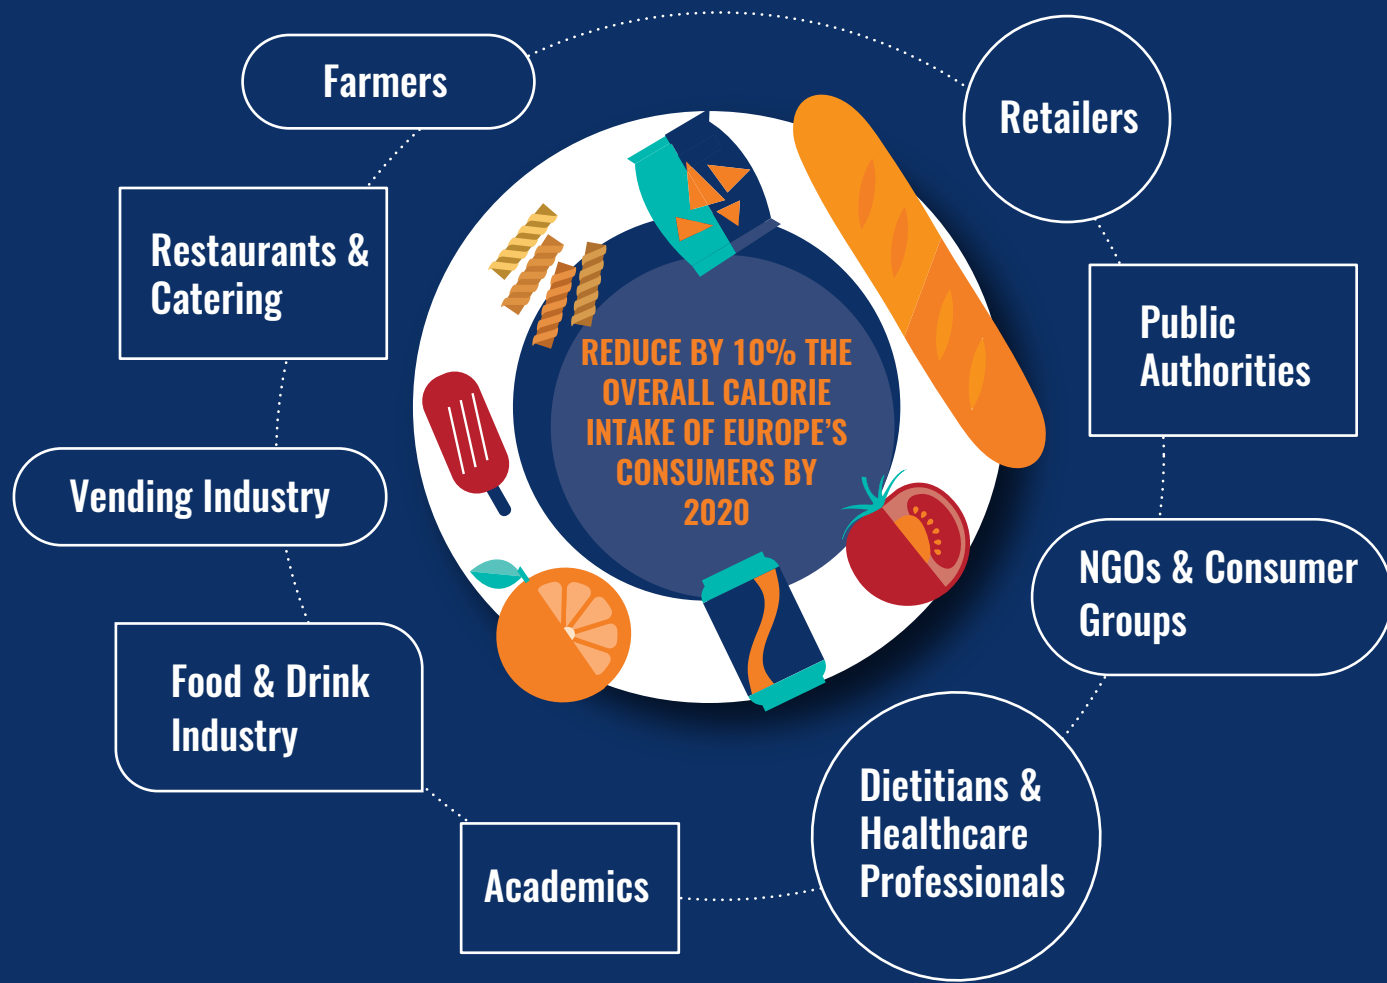 Farmers
Retailers
Restaurants &
Catering
Public
Authorities
REDUCE BY 10% THE
OVERALL CALORIE
INTAKE OF EUROPE'S
CONSUMERS BY
2020
Vending Industry
NGOs & Consumer
Groups
Food & Drink
Industry
Dietitians &
Healthcare
Professionals
Academics